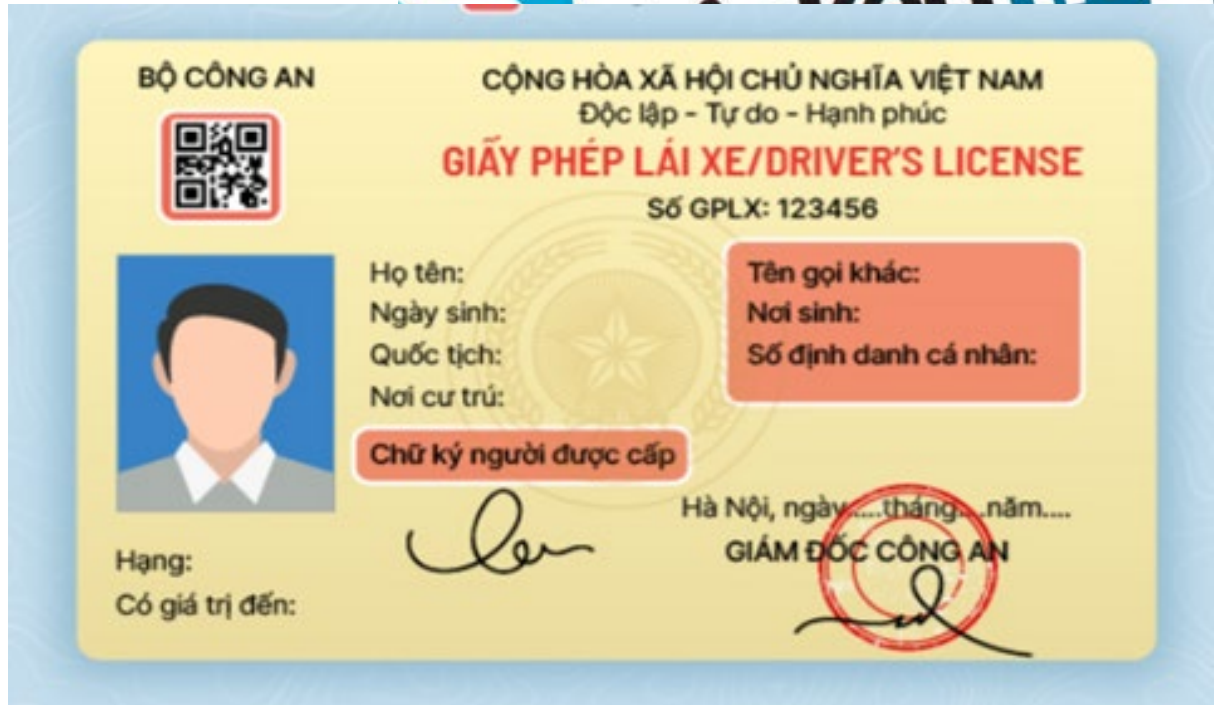 BỘ CÔNG AN
CỘNG HÒA XÃ HỘI CHỦ NGHĨA VIỆT NAM
Độc lập - Tự do - Hạnh phúc
GIẤY PHÉP LÁI XE/DRIVER'S LICENSE
Số GPLX: 123456
Họ tên:
Ngày sinh:
Quốc tịch:
Nơi cư trú:
Tên gọi khác:
Nơi sinh:
Số định danh cá nhân:
Chữ ký người được cấp
Hà Nội, ngày.....tháng....năm....
GIÁM ĐỐC CÔNG AN
Hạng:
Có giá trị đến: